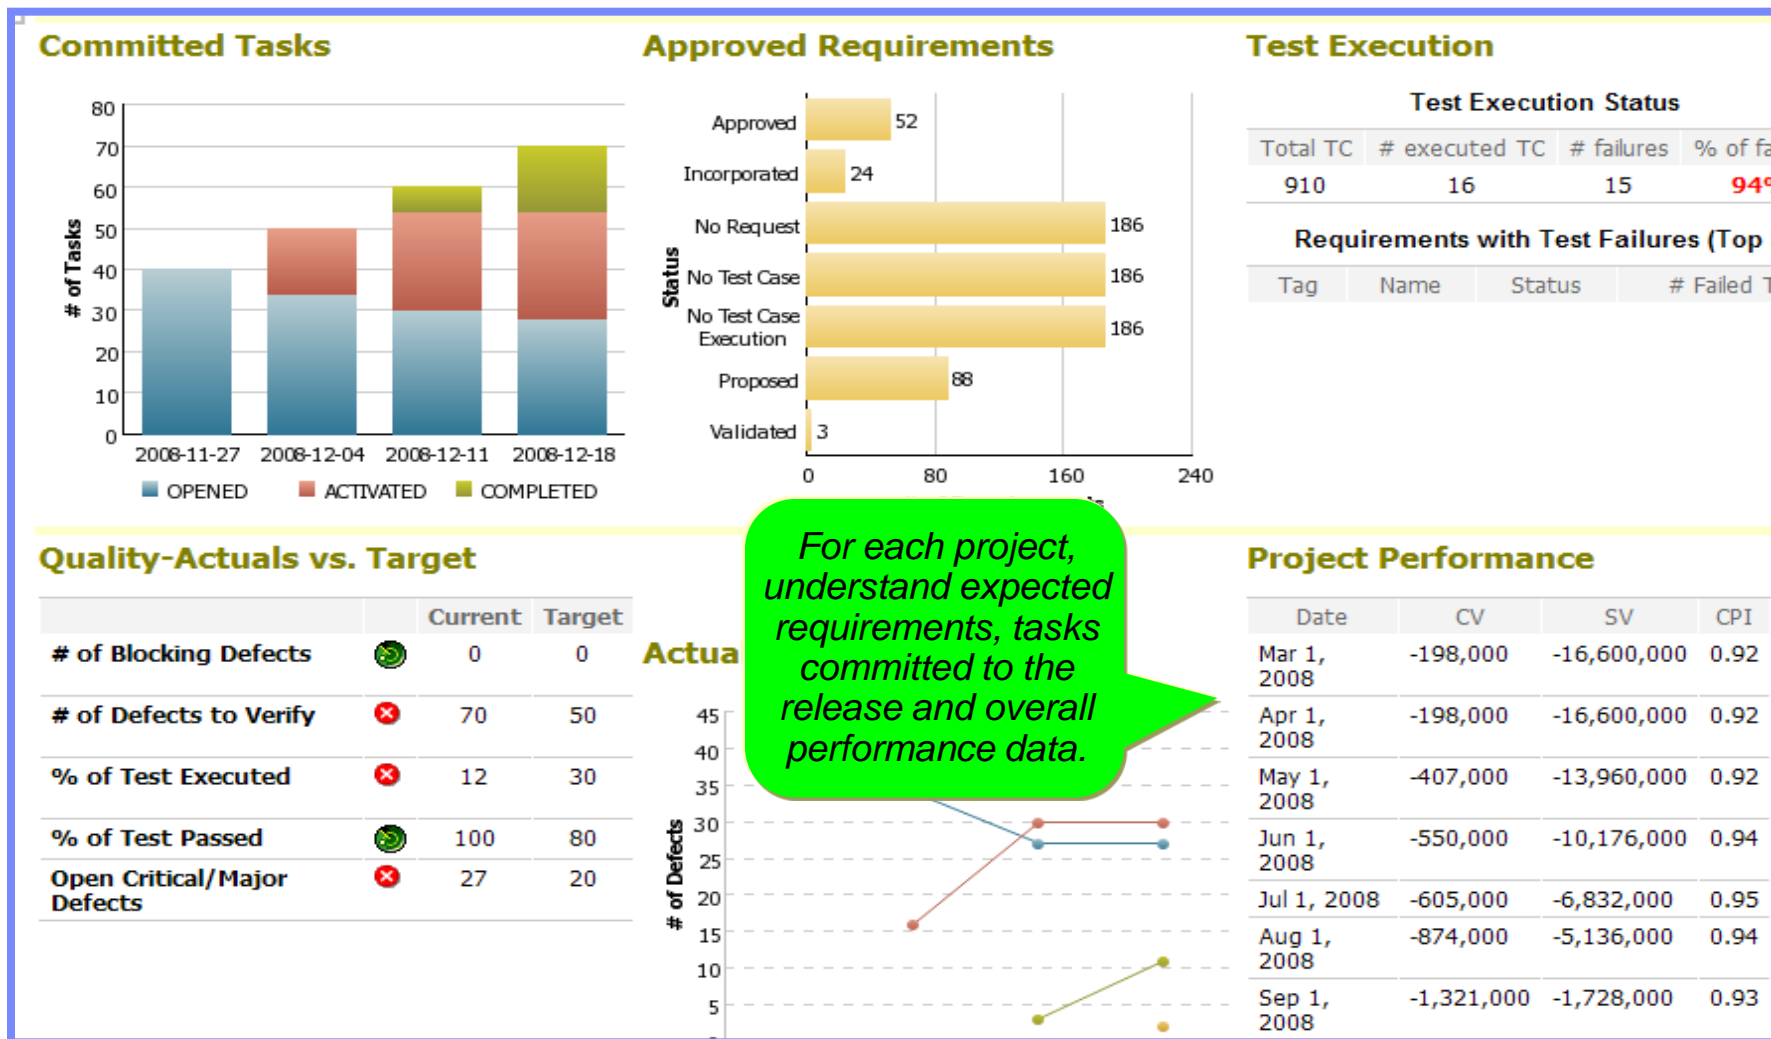 Committed Tasks
80
70
60
50
40
30
20
10
0
# of Tasks
2008-11-27 2008-12-04 2008-12-11 2008-12-18
OPENED ACTIVATED COMPLETED
Approved Requirements
Status
Approved 52
Incorporated 24
No Request 186
No Test Case 186
No Test Case
Execution 186
Proposed 88
Validated 3
0 80 160 240
Test Execution
Test Execution Status
Total TC # executed TC # failures % of
910 16 15 94%
Requirements with Test Failures (Top
Tag Name Status # Failed
Quality-Actuals vs. Target
Current Target
# of Blocking Defects 0 0
# of Defects to Verify 70 50
% of Test Executed 12 30
% of Test Passed 100 80
Open Critical/Major
Defects 27 20
For each project,
understand expected
requirements, tasks
committed to the
release and overall
performance data.
45
40
35
30
25
20
15
10
5
# of Defects
Project Performance
Date CV SV CPI
Mar 1,
2008 -198,000 -16,600,000 0.92
Apr 1,
2008 -198,000 -16,600,000 0.92
May 1,
2008 -407,000 -13,960,000 0.92
Jun 1,
2008 -550,000 -10,176,000 0.94
Jul 1, 2008 -605,000 -6,832,000 0.95
Aug 1,
2008 -874,000 -5,136,000 0.94
Sep 1,
2008 -1,321,000 -1,728,000 0.93